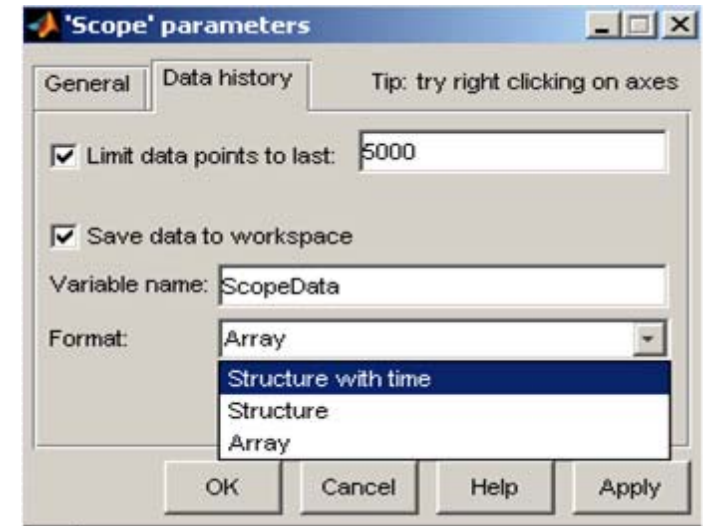 'Scope' parameters
General Data history Tip: try right clicking on axes
Limit data points to last: 5000
Save data to workspace
Variable name: ScopeData
Format: Array
Structure with time
Structure
Array
OK Cancel Help Apply